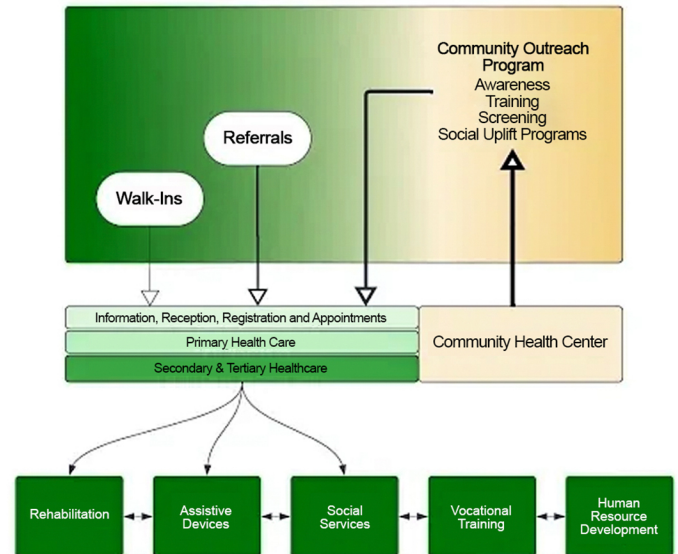 Community Outreach
Program
Awareness
Training
Screening
Social Uplift Programs
Referrals
Walk-Ins
Information, Reception, Registration and Appointments
Primary Health Care
Secondary & Tertiary Healthcare
Community Health Center
Rehabilitation
Assistive
Devices
Social
Services
Vocational
Training
Human
Resource
Development